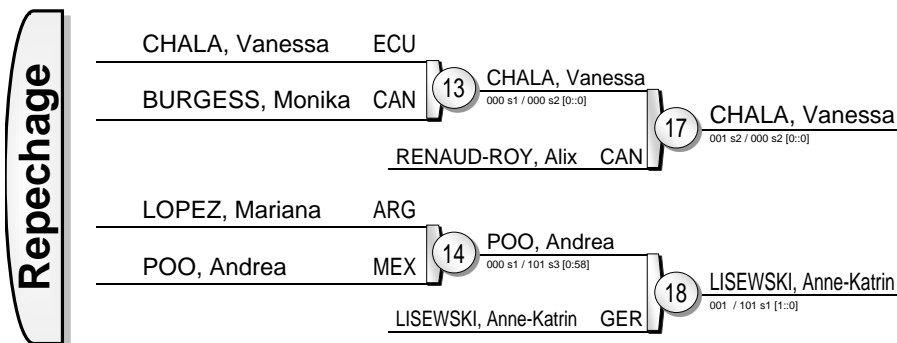 Repechage
CHALA, Vanessa ECU
BURGESS, Monika CAN
13
CHALA, Vanessa
000 s1 / 000 s2 [0::0]
RENAUD-ROY, Alix CAN
17
CHALA, Vanessa
001 s2 / 000 s2 [0::0]
LOPEZ, Mariana ARG
POO, Andrea MEX
14
POO, Andrea
000 s1 / 101 s3 [0:58]
LISEWSKI, Anne-Katrin GER
18
LISEWSKI, Anne-Katrin
001 / 101 s1 [1::0]